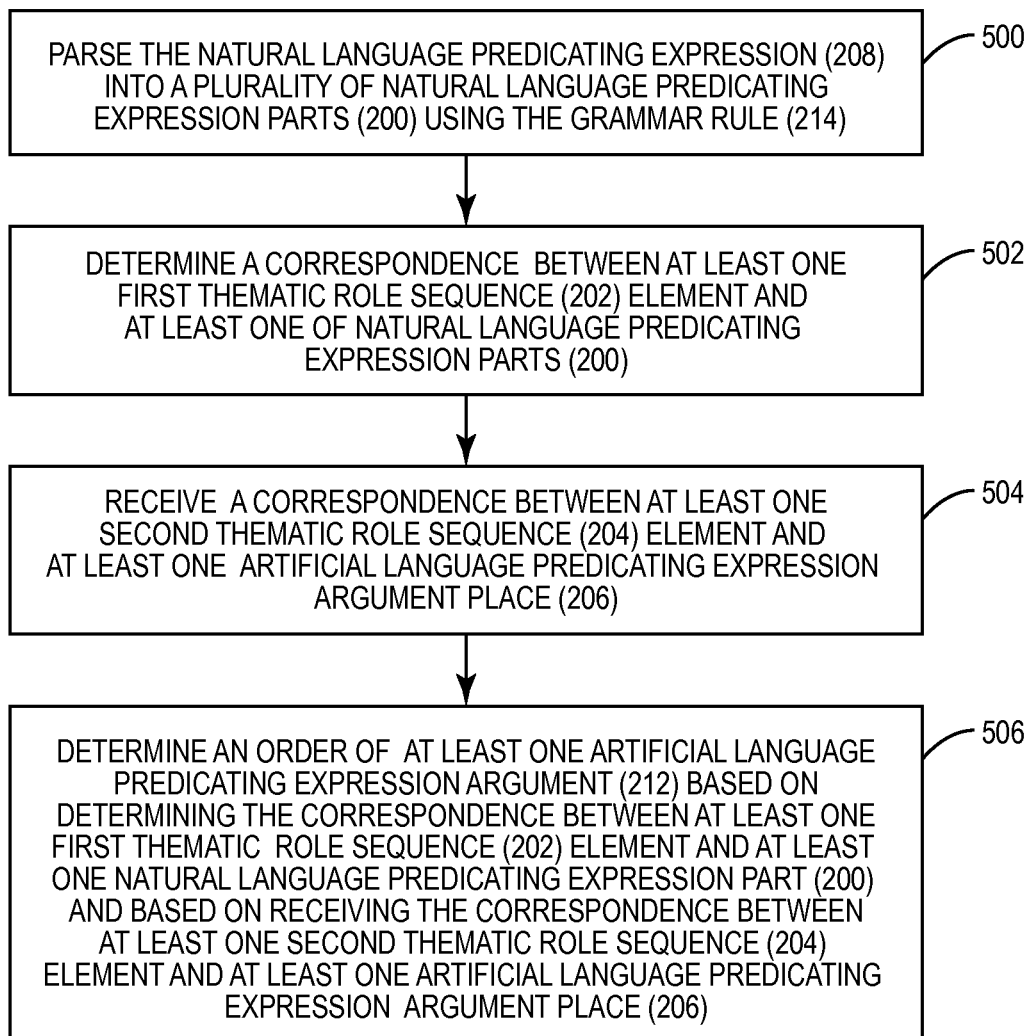 PARSE THE NATURAL LANGUAGE PREDICATING EXPRESSION (208)
INTO A PLURALITY OF NATURAL LANGUAGE PREDICATING
EXPRESSION PARTS (200) USING THE GRAMMAR RULE (214)
500
DETERMINE A CORRESPONDENCE BETWEEN AT LEAST ONE
FIRST THEMATIC ROLE SEQUENCE (202) ELEMENT AND
AT LEAST ONE OF NATURAL LANGUAGE PREDICATING
EXPRESSION PARTS (200)
502
RECEIVE A CORRESPONDENCE BETWEEN AT LEAST ONE
SECOND THEMATIC ROLE SEQUENCE (204) ELEMENT AND
AT LEAST ONE ARTIFICIAL LANGUAGE PREDICATING EXPRESSION
ARGUMENT PLACE (206)
504
DETERMINE AN ORDER OF AT LEAST ONE ARTIFICIAL LANGUAGE
PREDICATING EXPRESSION ARGUMENT (212) BASED ON
DETERMINING THE CORRESPONDENCE BETWEEN AT LEAST ONE
FIRST THEMATIC ROLE SEQUENCE (202) ELEMENT AND AT LEAST
ONE NATURAL LANGUAGE PREDICATING EXPRESSION PART (200)
AND BASED ON RECEIVING THE CORRESPONDENCE BETWEEN
AT LEAST ONE SECOND THEMATIC ROLE SEQUENCE (204)
ELEMENT AND AT LEAST ONE ARTIFICIAL LANGUAGE PREDICATING
EXPRESSION ARGUMENT PLACE (206)
506